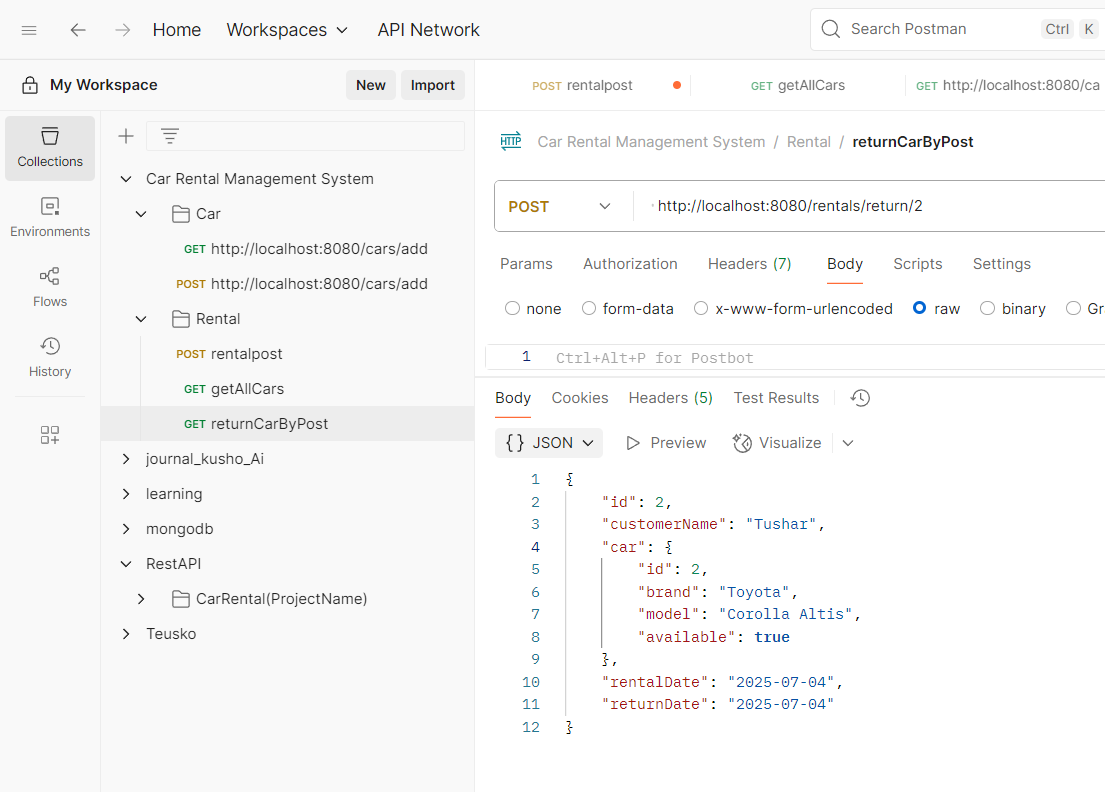 Home Workspaces API Network Search Postman Ctrl K
My Workspace New Import
POST rentalpost GET getAllCars GET http://localhost:8080/ca
Collections
Environments
Flows
History
Car Rental Management System
Car
GET http://localhost:8080/cars/add
POST http://localhost:8080/cars/add
Rental
POST rentalpost
GET getAllCars
GET returnCarByPost
journal_kusho_Ai
learning
mongodb
RestAPI
CarRental(ProjectName)
Teusko
HTTP Car Rental Management System / Rental / returnCarByPost
POST http://localhost:8080/rentals/return/2
Params Authorization Headers (7) Body Scripts Settings
none form-data x-www-form-urlencoded raw binary Gr
1 Ctrl+Alt+P for Postbot
Body Cookies Headers (5) Test Results
{} JSON Preview Visualize
1 {
2 "id": 2,
3 "customerName": "Tushar",
4 "car": {
5 "id": 2,
6 "brand": "Toyota",
7 "model": "Corolla Altis",
8 "available": true
9 },
10 "rentalDate": "2025-07-04",
11 "returnDate": "2025-07-04"
12 }